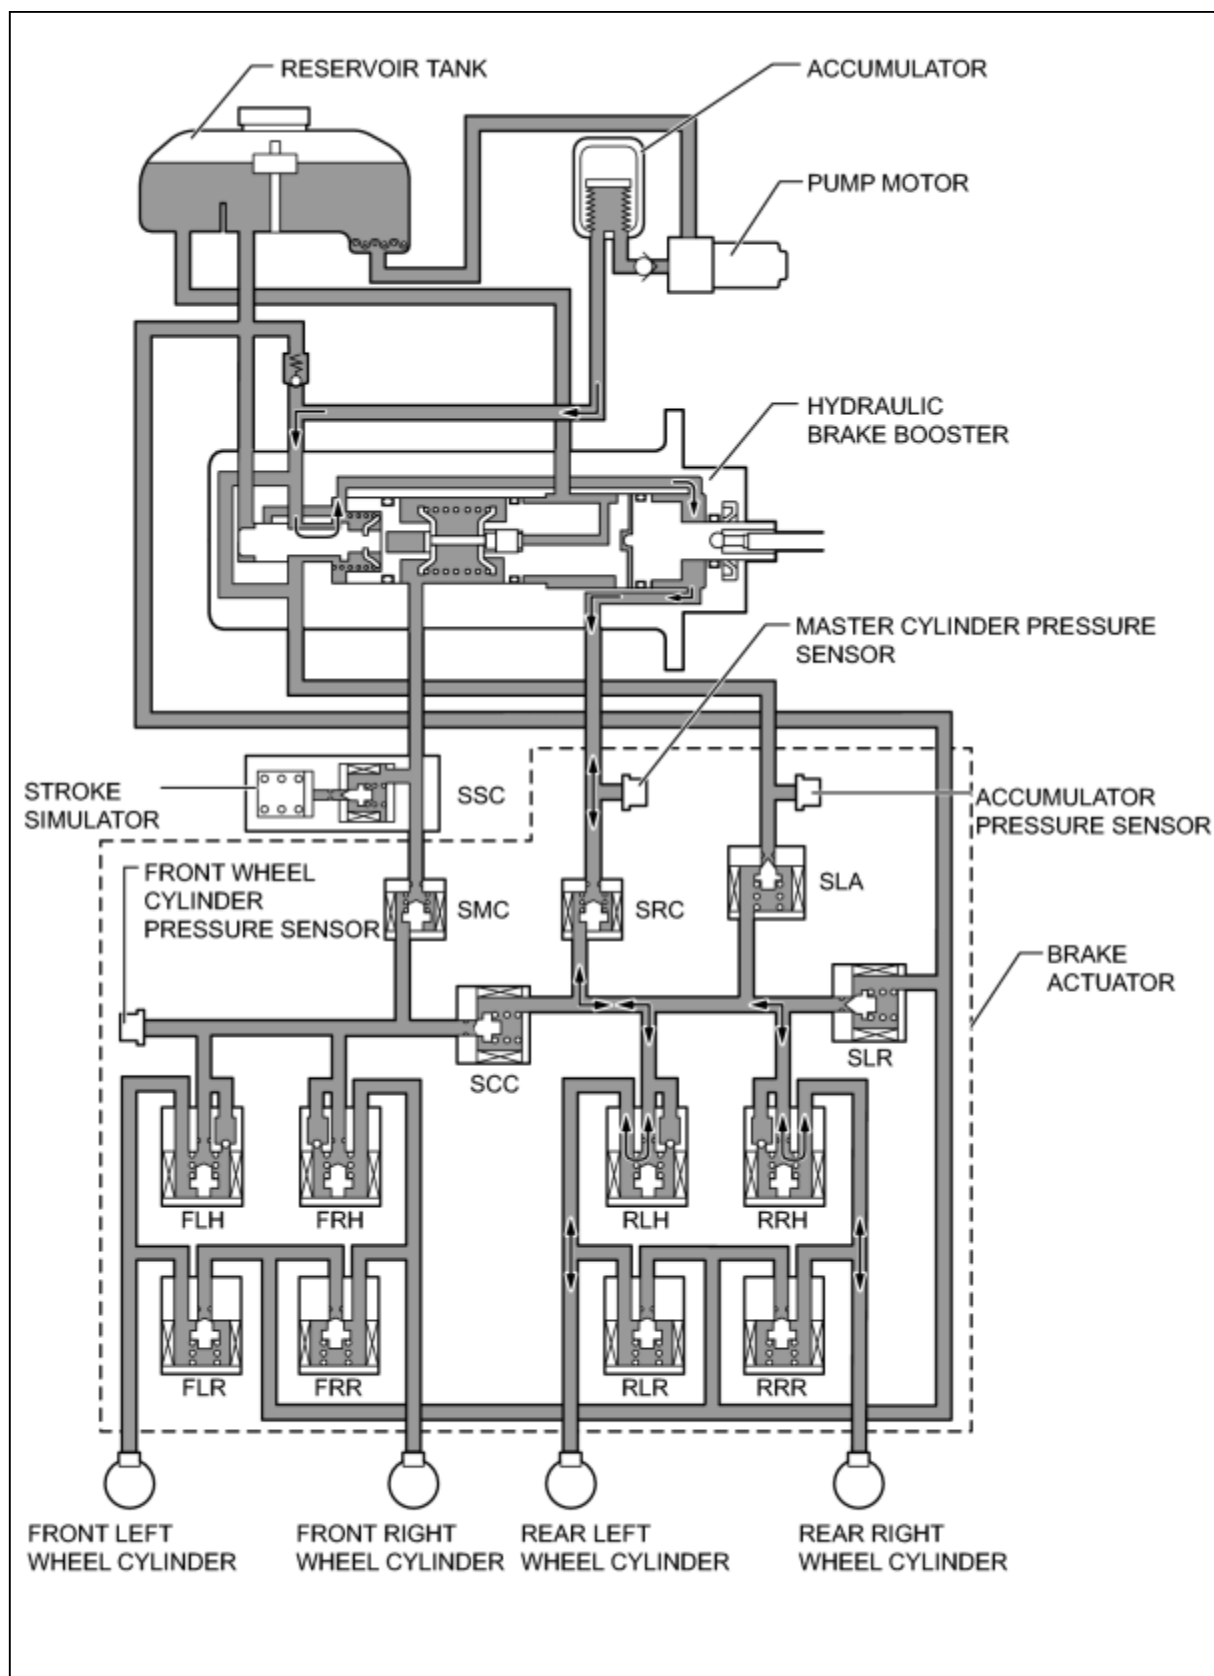 RESERVOIR TANK
ACCUMULATOR
PUMP MOTOR
HYDRAULIC
BRAKE BOOSTER
MASTER CYLINDER PRESSURE
SENSOR
STROKE
SIMULATOR
SSC
ACCUMULATOR
PRESSURE SENSOR
FRONT WHEEL
CYLINDER
PRESSURE SENSOR
SMC
SRC
SLA
BRAKE
ACTUATOR
SCC
SLR
FLH
FRH
RLH
RRH
FLR
FRR
RLR
RRR
FRONT LEFT
WHEEL CYLINDER
FRONT RIGHT
WHEEL CYLINDER
REAR LEFT
WHEEL CYLINDER
REAR RIGHT
WHEEL CYLINDER